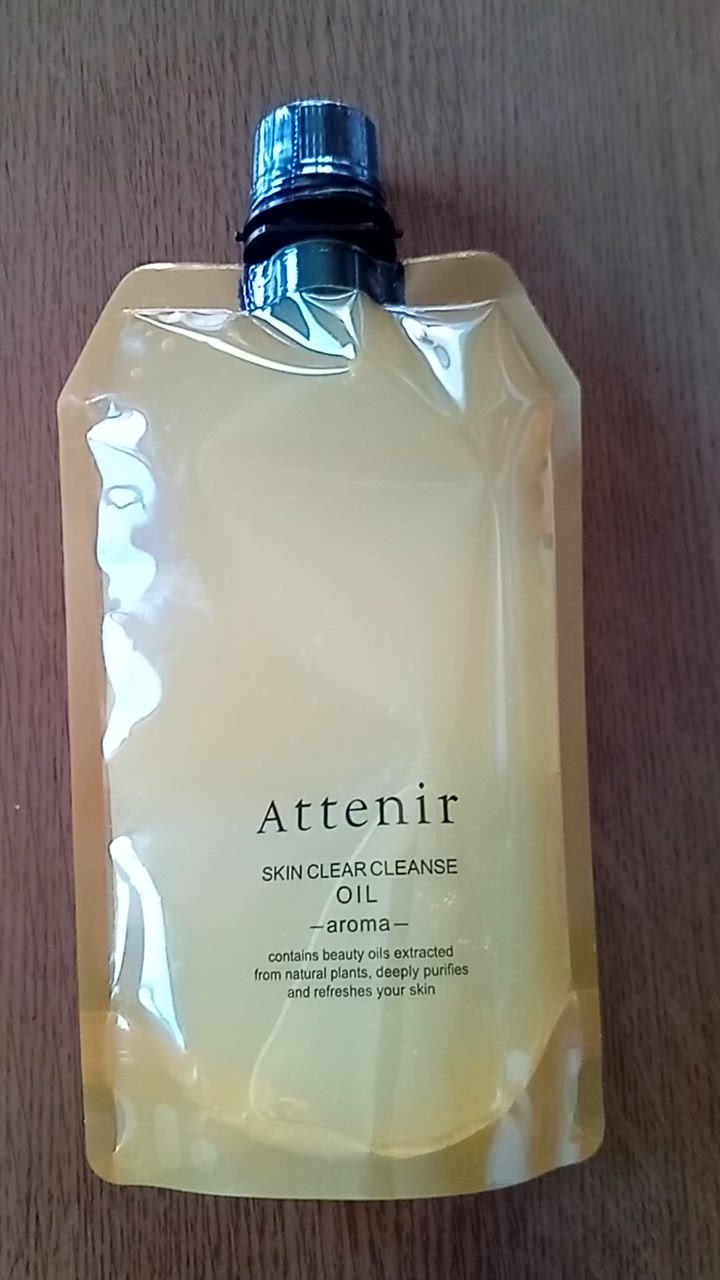 Attenir
SKIN CLEAR CLEANSE
OIL
–aroma–
contains beauty oils extracted
from natural plants, deeply purifies
and refreshes your skin